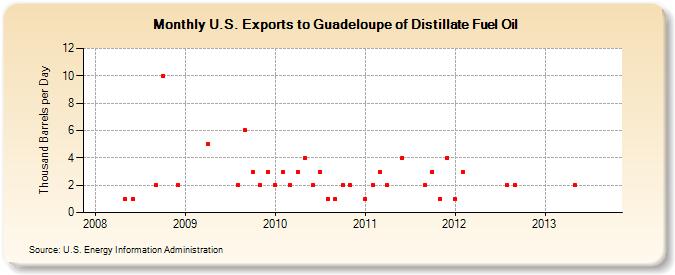 Monthly U.S. Exports to Guadeloupe of Distillate Fuel Oil
Thousand Barrels per Day
12
10
8
6
4
2
0
2008 2009 2010 2011 2012 2013
Source: U.S. Energy Information Administration